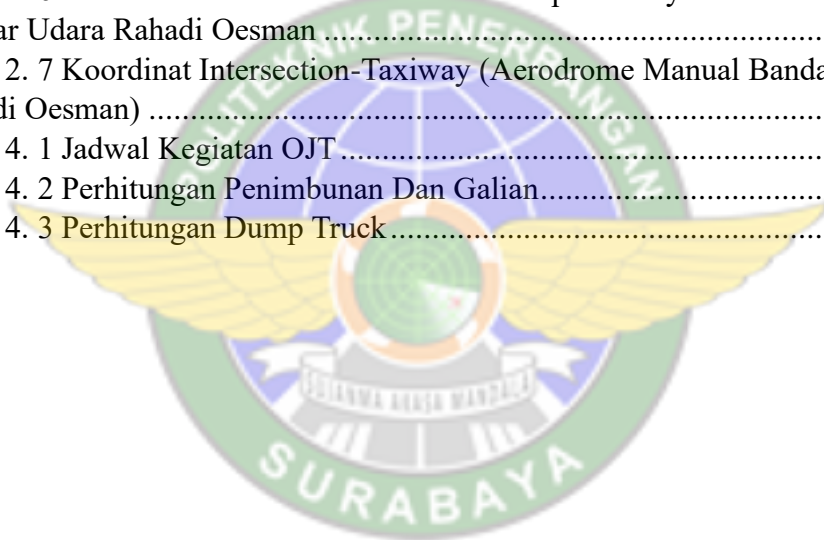 ar Udara Rahadi Oesman ........................................................................
2. 7 Koordinat Intersection-Taxiway (Aerodrome Manual Banda
di Oesman) ...................................................................................................
4. 1 Jadwal Kegiatan OJT .......................................................................
4. 2 Perhitungan Penimbunan Dan Galian..........................................
4. 3 Perhitungan Dump Truck................................................................
POLITEKNIK PENERBANGAN
SURABAYA